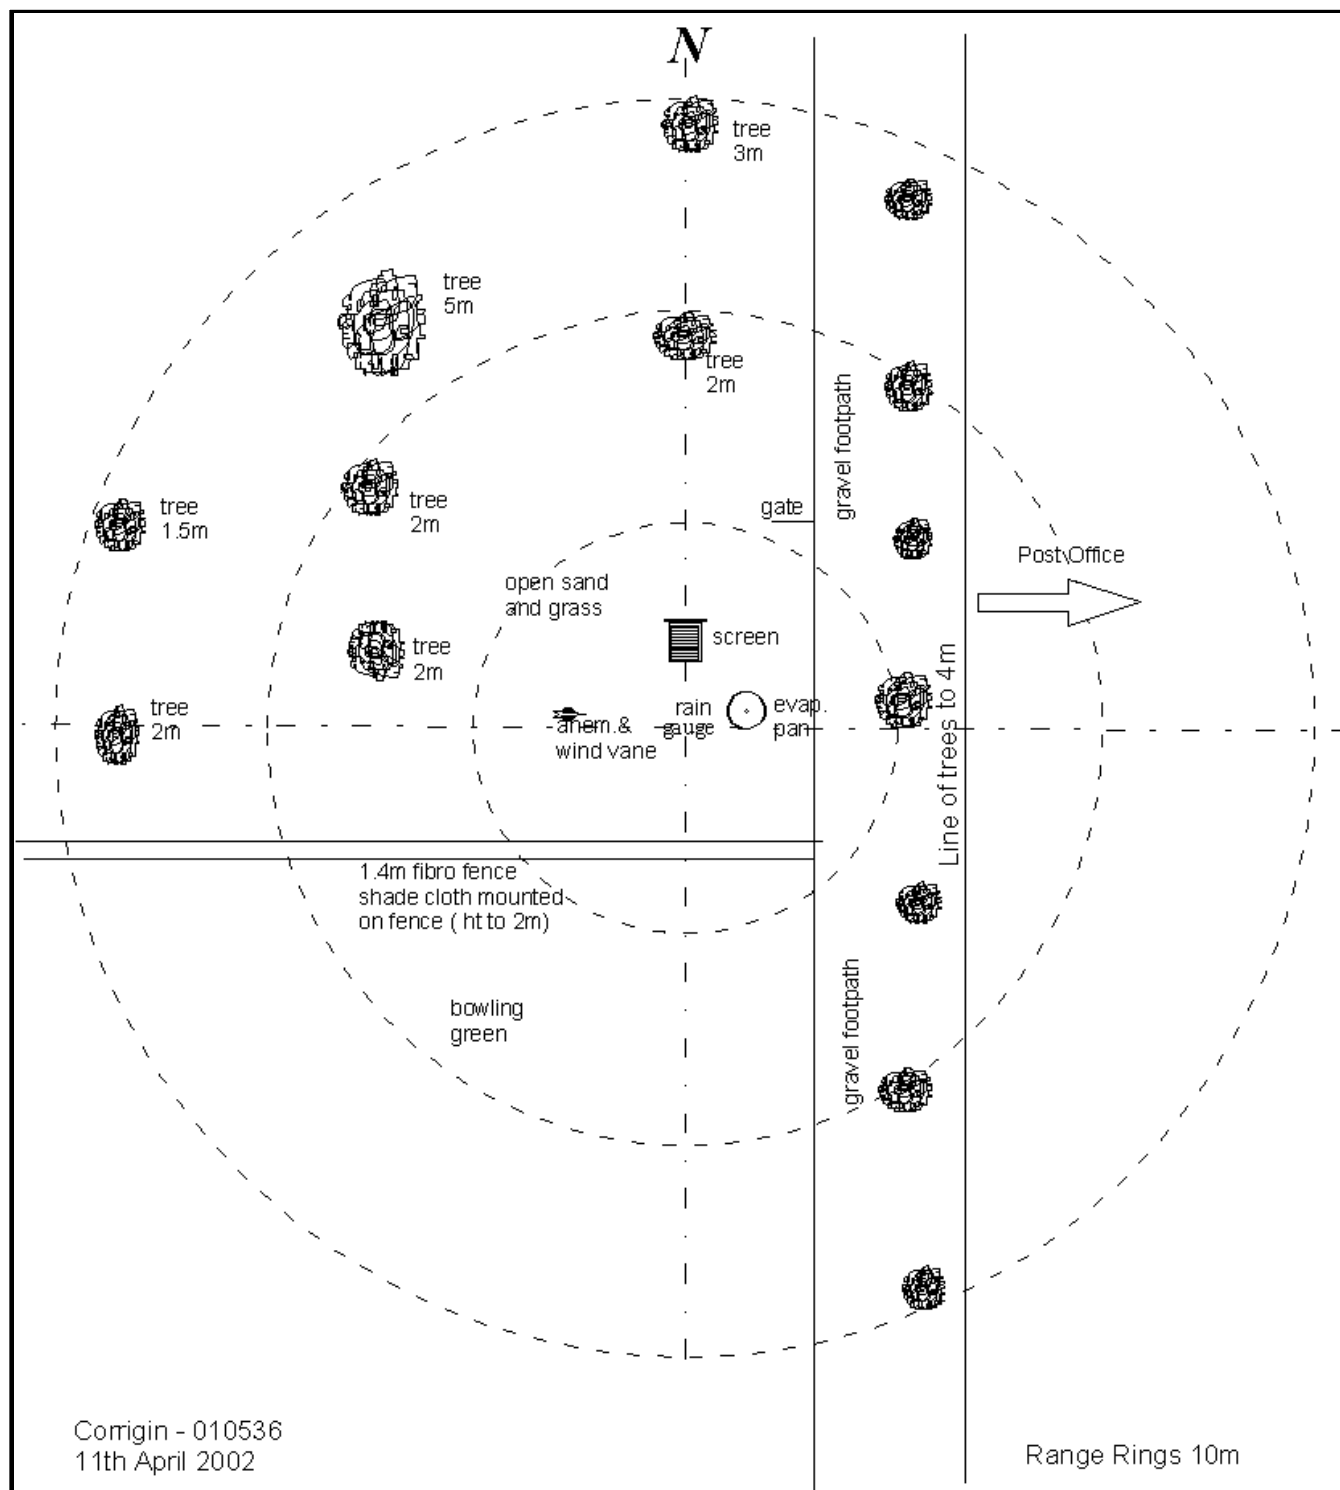 N
tree
3m
tree
5m
tree
2m
gravel footpath
tree
1.5m
tree
2m
gate
Post Office
open sand
and grass
screen
tree
2m
Line of trees to 4m
tree
2m
rain
gauge
evap.
pan
anem.&
wind vane
1.4m fibro fence
shade cloth mounted
on fence ( ht to 2m)
gravel footpath
bowling
green
Corrigin - 010536
11th April 2002
Range Rings 10m